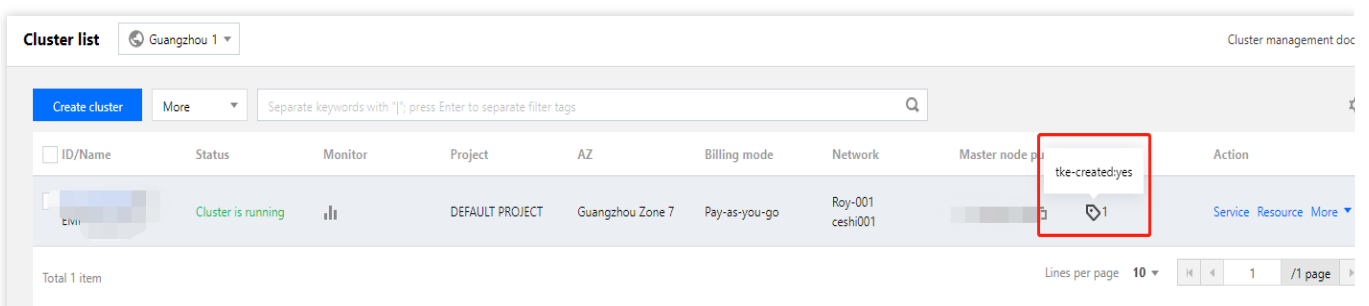 Cluster list Guangzhou 1 Cluster management doc
Create cluster More Separate keywords with "|"; press Enter to separate filter tags
ID/Name Status Monitor Project AZ Billing mode Network Master node pu Action
tke-created:yes
Cluster is running DEFAULT PROJECT Guangzhou Zone 7 Pay-as-you-go Roy-001 1 Service Resource More
ceshi001
Total 1 item Lines per page 10 1 /1 page